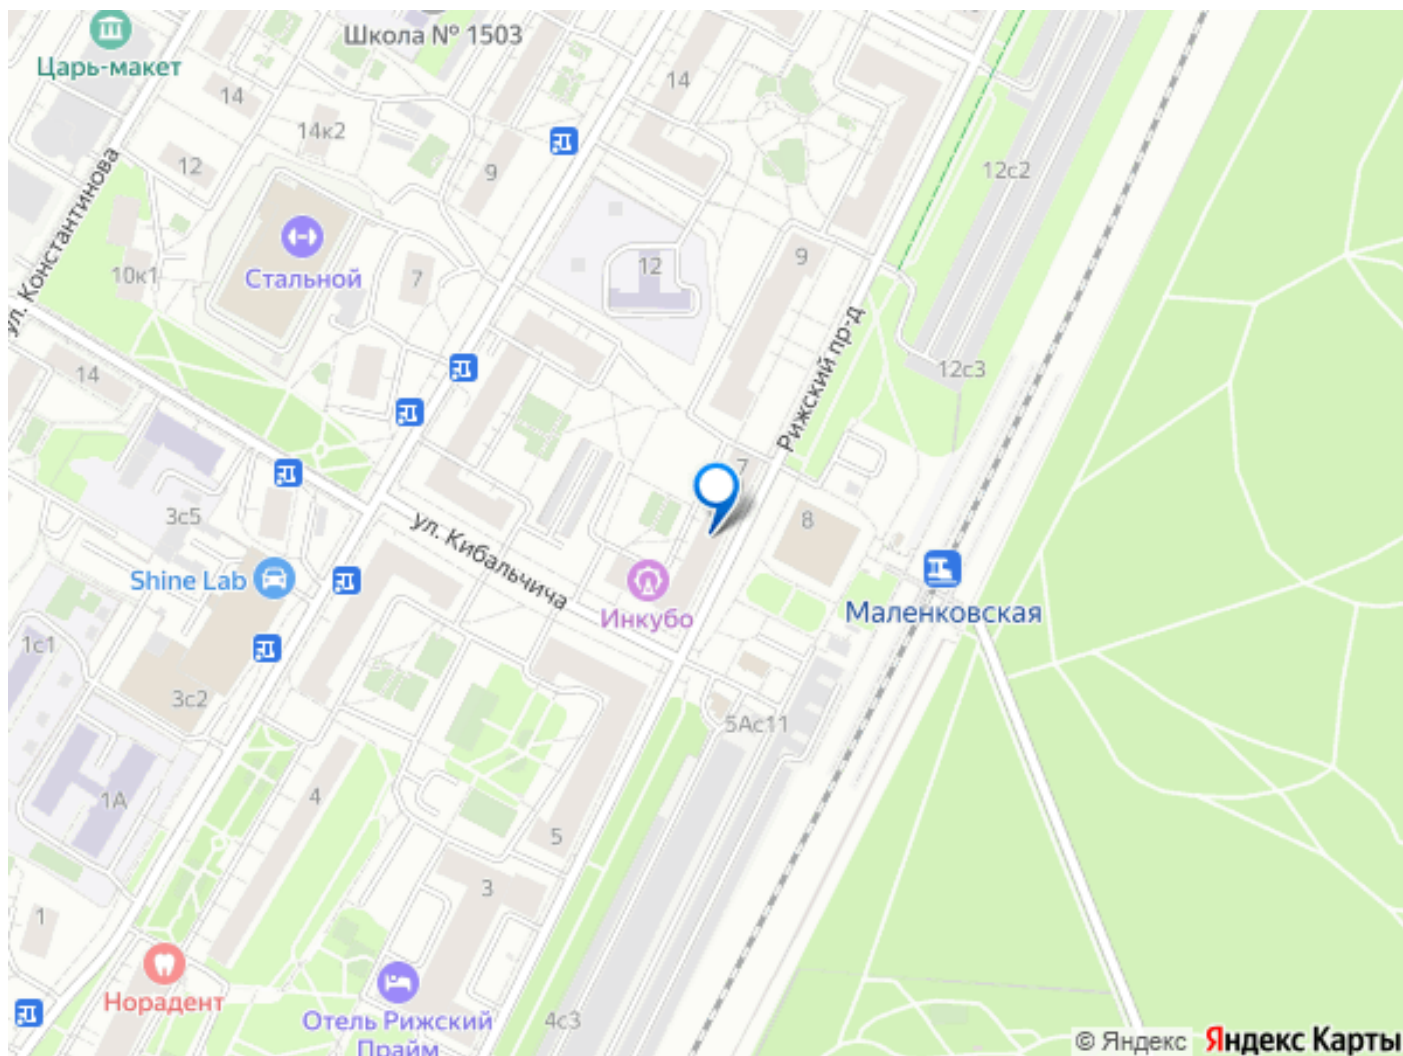 Школа № 1503
Царь-макет
14
14
14к2
12
9
12с2
ул. Константинова
10к1
Стальной
7
12
9
Рижский пр-д
12с3
14
7
3с5
ул. Кибальчича
8
Shine Lab
Инкубо
Маленковская
1с1
3с2
5Ас11
1А
4
5
3
1
Норадент
Отель Рижский
Прайм
4с3
© Яндекс
Яндекс Карты